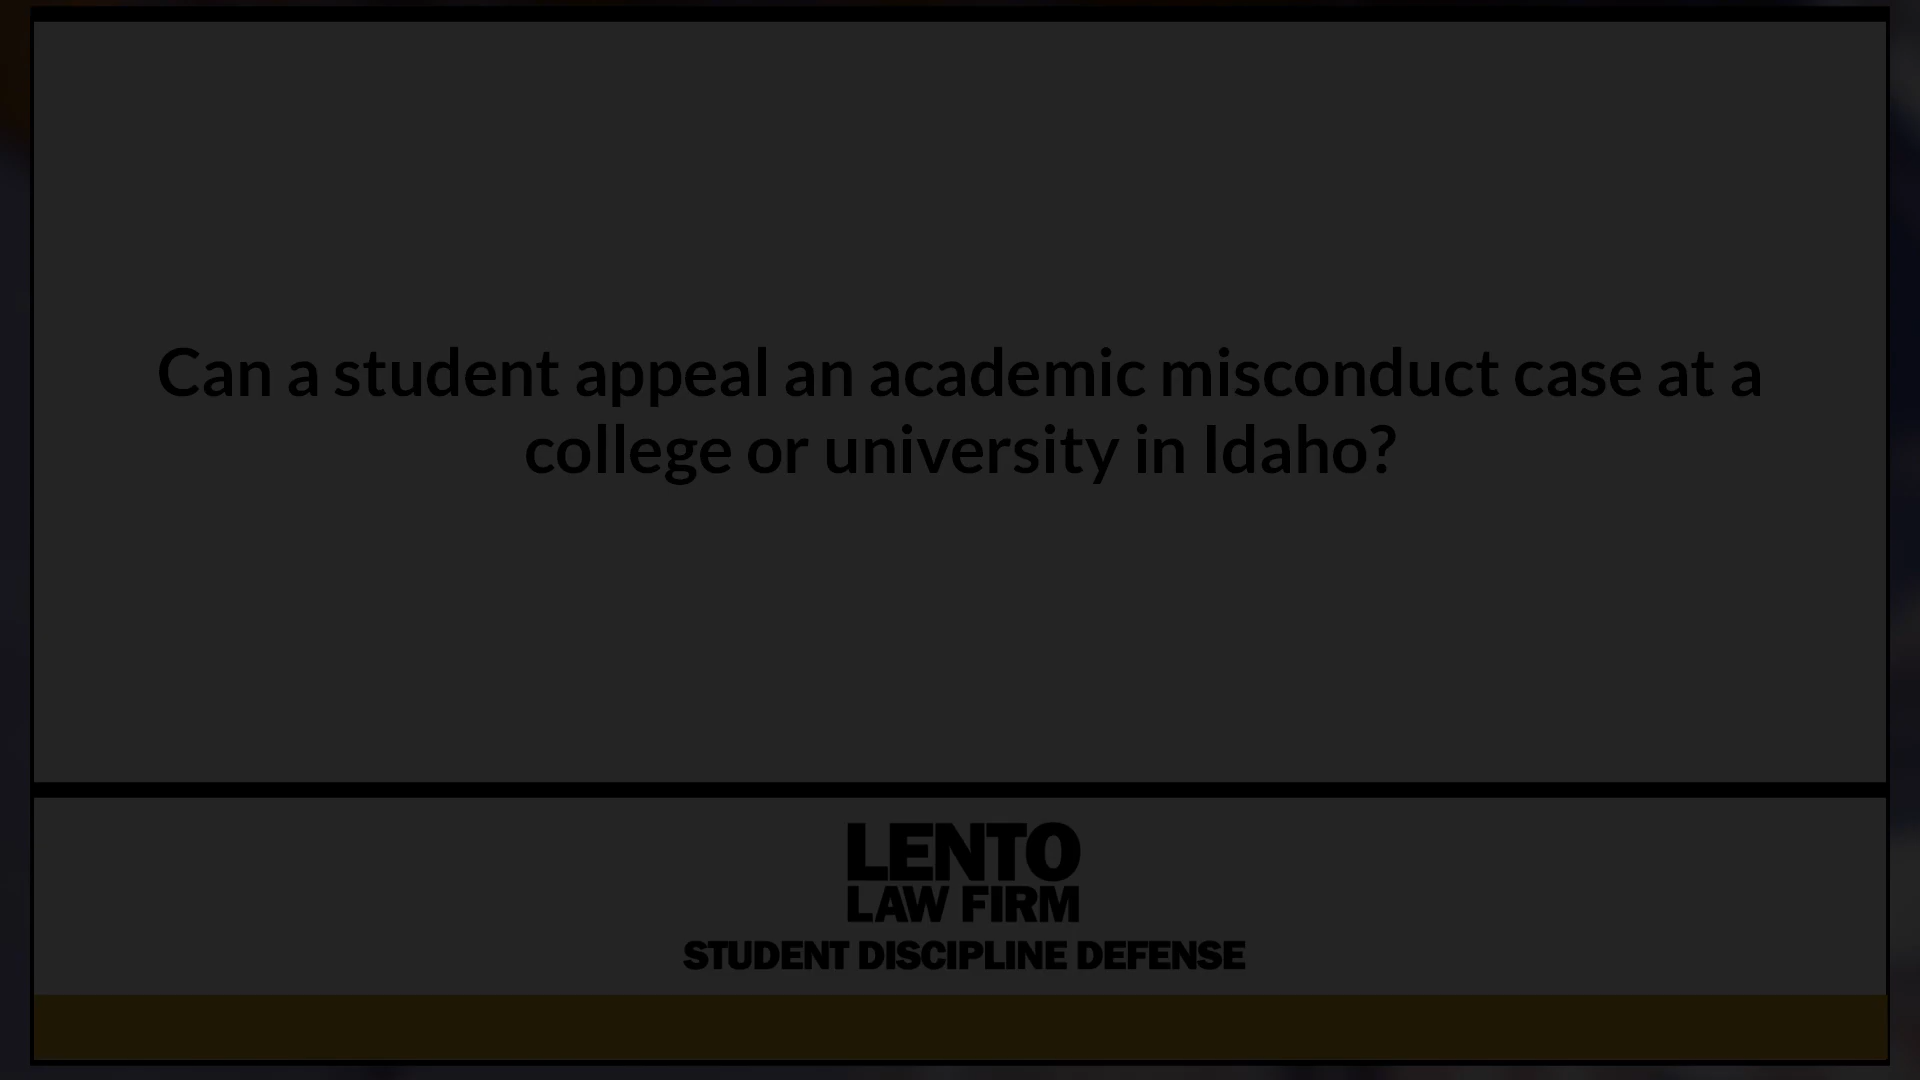 Can a student appeal an academic misconduct case at a
college or university in Idaho?
LENTO
LAW FIRM
STUDENT DISCIPLINE DEFENSE